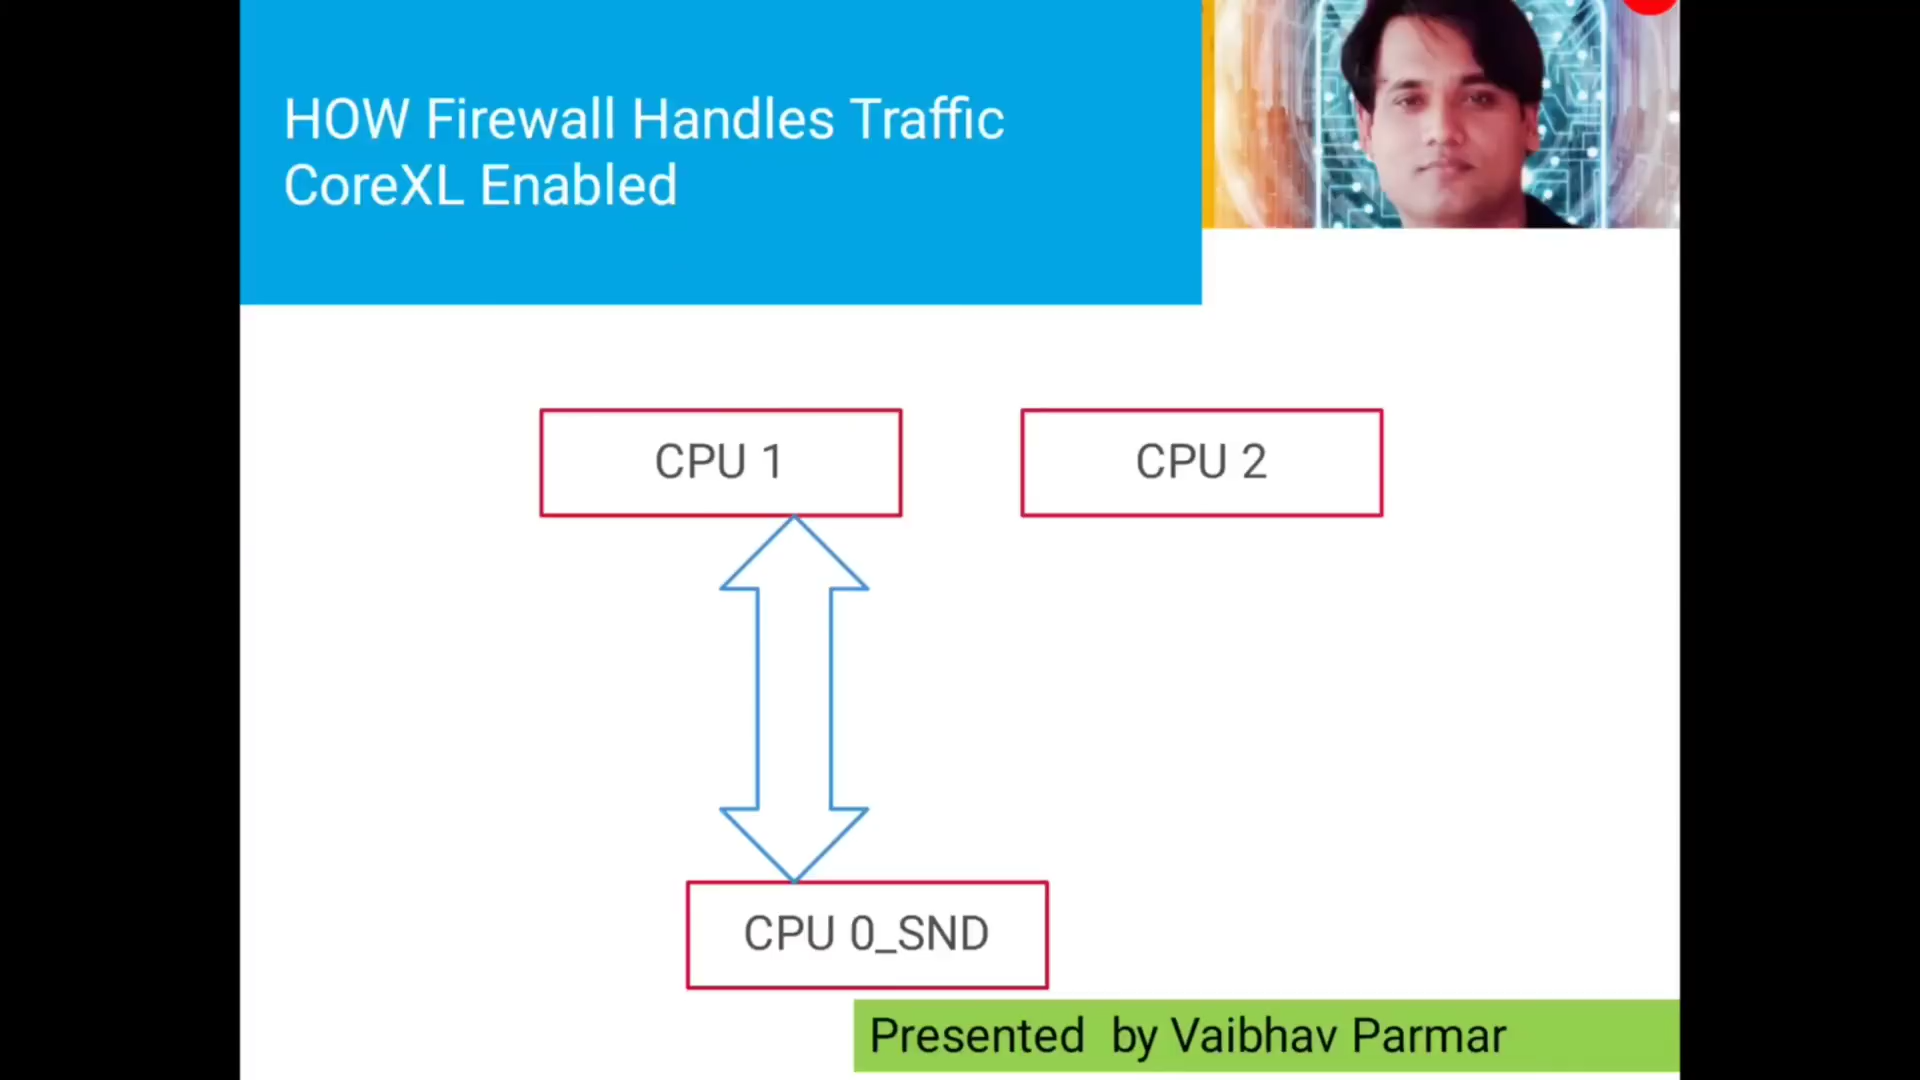 HOW Firewall Handles Traffic
CoreXL Enabled
CPU 1
CPU 2
CPU 0_SND
Presented  by Vaibhav Parmar